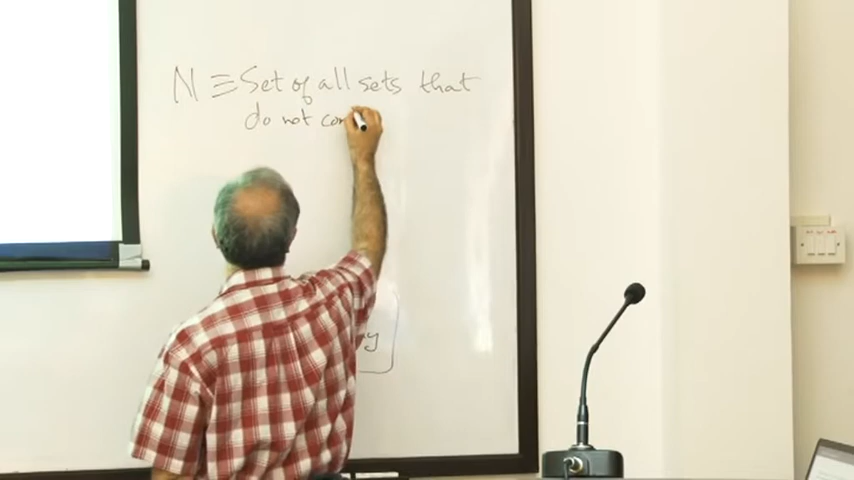 N ≡ Set of all sets that
do not con